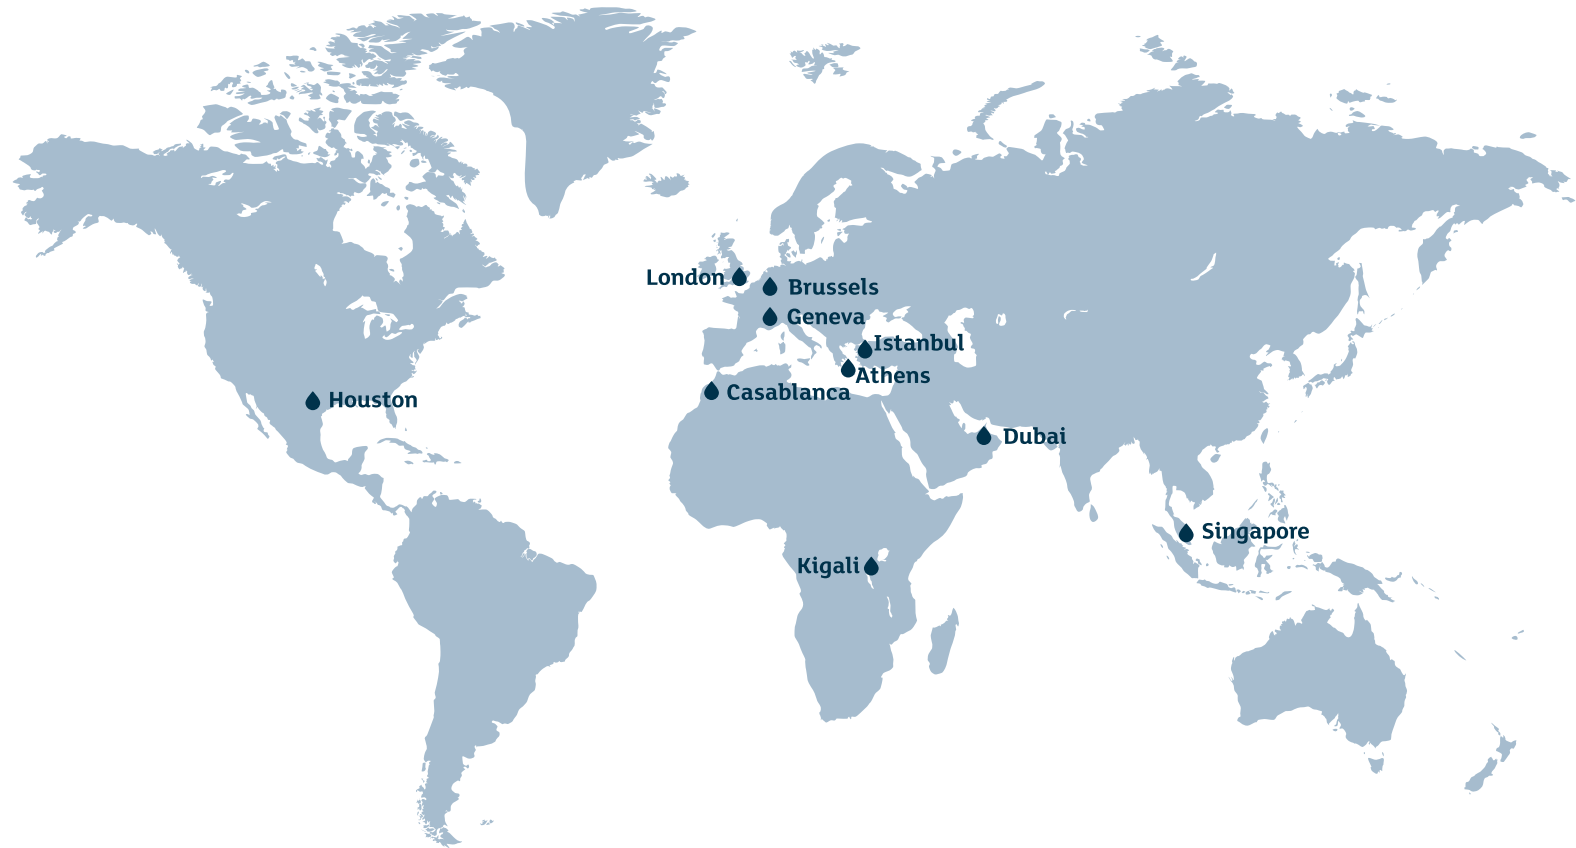 London
Brussels
Geneva
Istanbul
Athens
Casablanca
Houston
Dubai
Singapore
Kigali